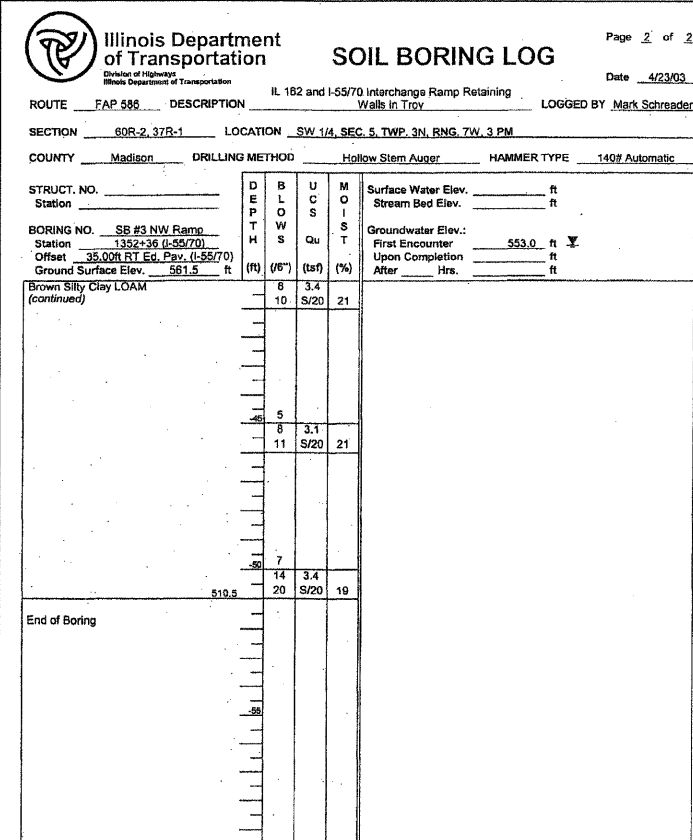 Illinois Department
of Transportation
Division of Highways
Illinois Department of Transportation
SOIL BORING LOG
Page 2 of 2
Date 4/23/03
ROUTE FAP 586 DESCRIPTION IL 162 and I-55/70 Interchange Ramp Retaining
Walls in Troy LOGGED BY Mark Schreader
SECTION 60R-2, 37R-1 LOCATION SW 1/4, SEC. 5, TWP. 3N, RNG. 7W, 3 PM
COUNTY Madison DRILLING METHOD Hollow Stem Auger HAMMER TYPE 140# Automatic
STRUCT. NO.
Station
BORING NO. SB #3 NW Ramp
Station 1352+36 (I-55/70)
Offset 35.00ft RT Ed. Pav. (I-55/70)
Ground Surface Elev. 561.5 ft
DEPTH (ft)
BLOWS (/6")
UCS Qu (tsf)
MOIST (%)
Surface Water Elev. ft
Stream Bed Elev. ft
Groundwater Elev.:
First Encounter 553.0 ft
Upon Completion ft
After Hrs. ft
Brown Silty Clay LOAM 8 3.4
(continued) 10 S/20 21
-45 5
8 3.1
11 S/20 21
-50 7
14 3.4
510.5 20 S/20 19
End of Boring
-55